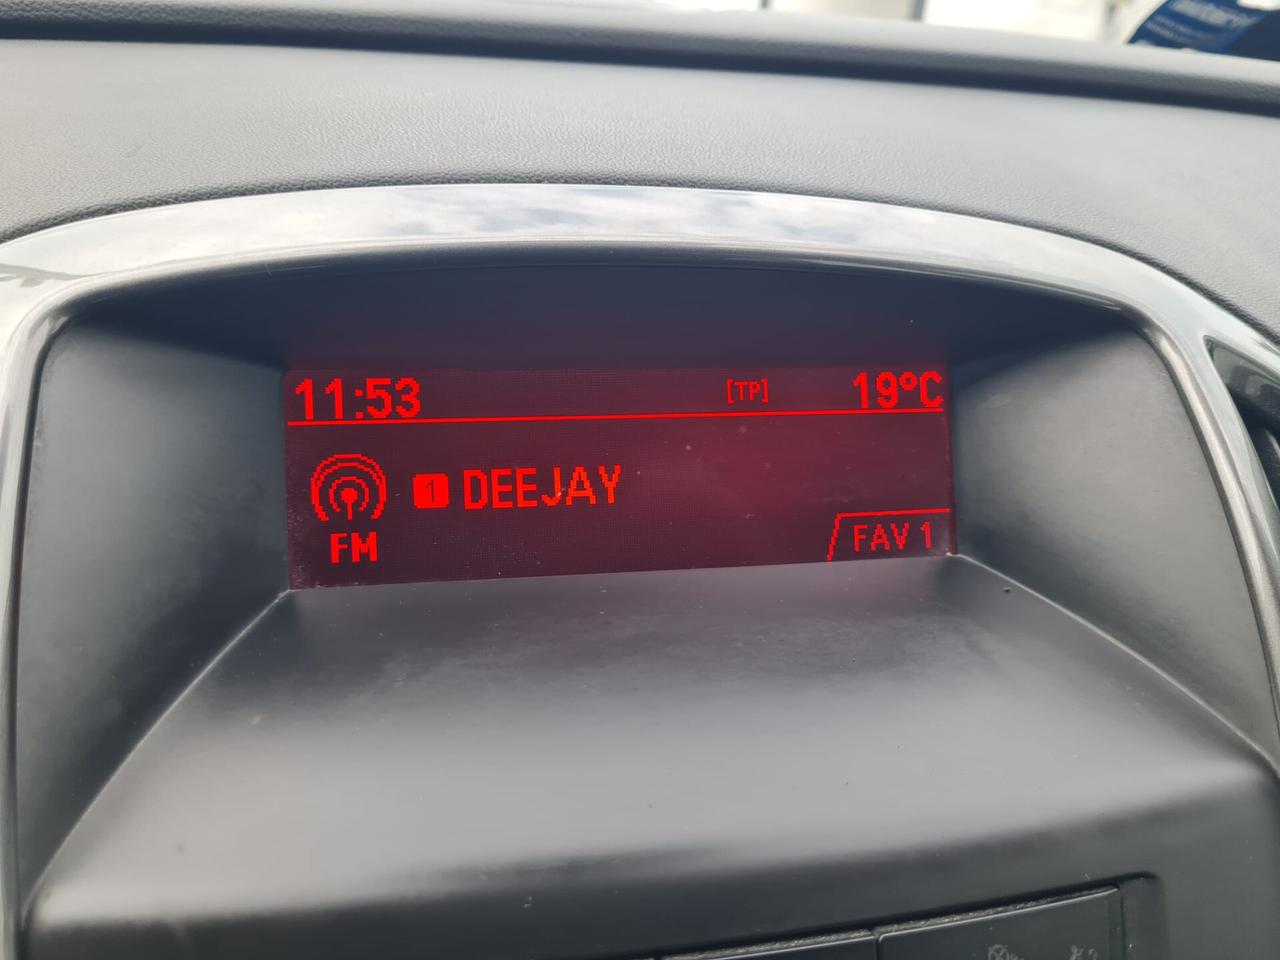 11:53 [TP] 19°C
1 DEEJAY
FM
FAV 1